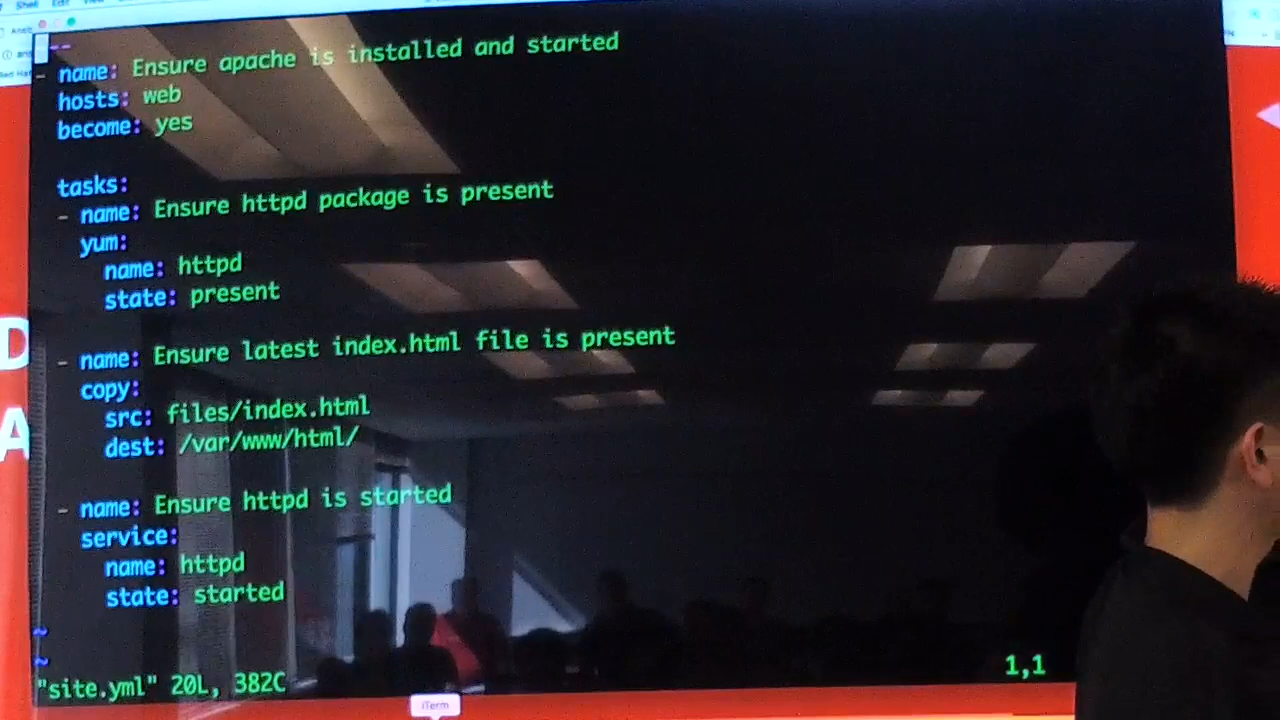 Shell Edit View
---
- name: Ensure apache is installed and started
hosts: web
become: yes
tasks:
- name: Ensure httpd package is present
yum:
name: httpd
state: present
- name: Ensure latest index.html file is present
copy:
src: files/index.html
dest: /var/www/html/
- name: Ensure httpd is started
service:
name: httpd
state: started
~
~
"site.yml" 20L, 382C
1,1
iTerm
D
A